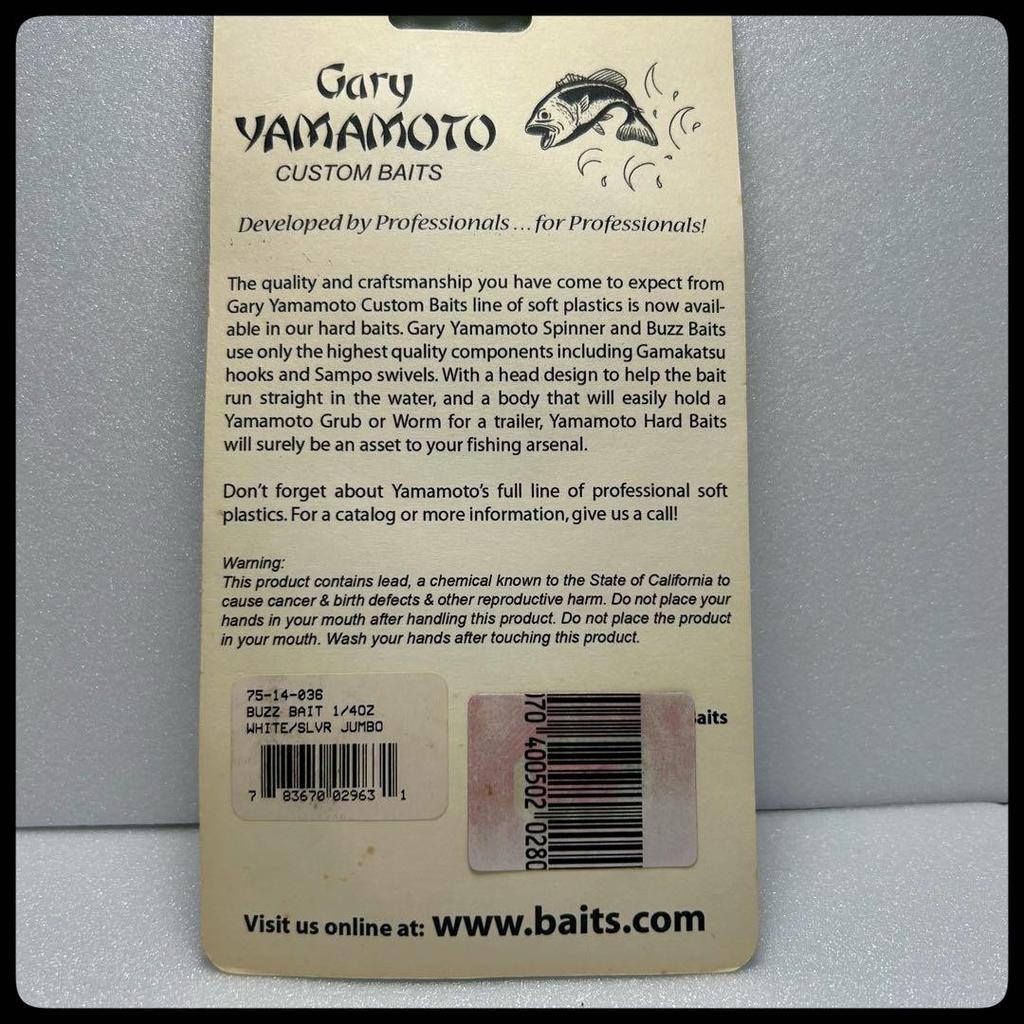 Gary
YAMAMOTO
CUSTOM BAITS
Developed by Professionals ... for Professionals!
The quality and craftsmanship you have come to expect from
Gary Yamamoto Custom Baits line of soft plastics is now avail-
able in our hard baits. Gary Yamamoto Spinner and Buzz Baits
use only the highest quality components including Gamakatsu
hooks and Sampo swivels. With a head design to help the bait
run straight in the water, and a body that will easily hold a
Yamamoto Grub or Worm for a trailer, Yamamoto Hard Baits
will surely be an asset to your fishing arsenal.
Don't forget about Yamamoto's full line of professional soft
plastics. For a catalog or more information, give us a call!
Warning:
This product contains lead, a chemical known to the State of California to
cause cancer & birth defects & other reproductive harm. Do not place your
hands in your mouth after handling this product. Do not place the product
in your mouth. Wash your hands after touching this product.
75-14-036
BUZZ BAIT 1/4OZ
WHITE/SLVR JUMBO
7 83670 02963 1
70 400502 0280
Baits
Visit us online at: www.baits.com